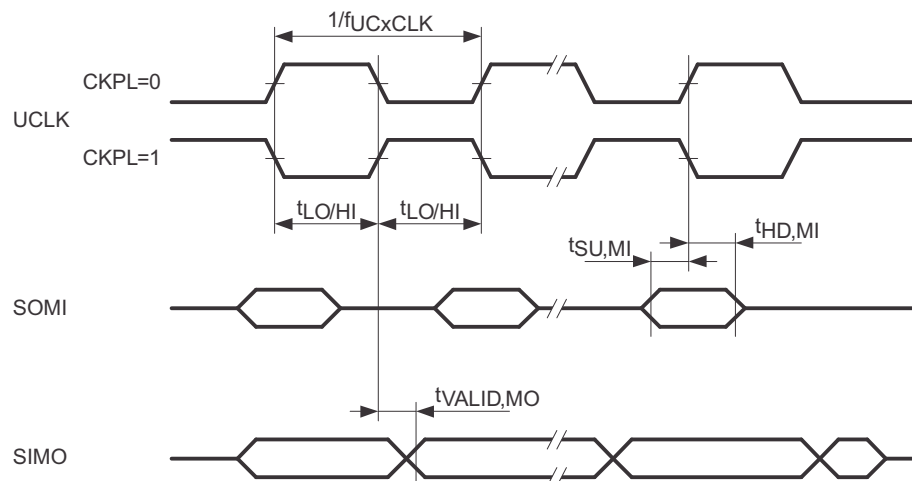 1/fUCxCLK
CKPL=0
UCLK
CKPL=1
tLO/HI tLO/HI
tHD,MI
tSU,MI
SOMI
tVALID,MO
SIMO